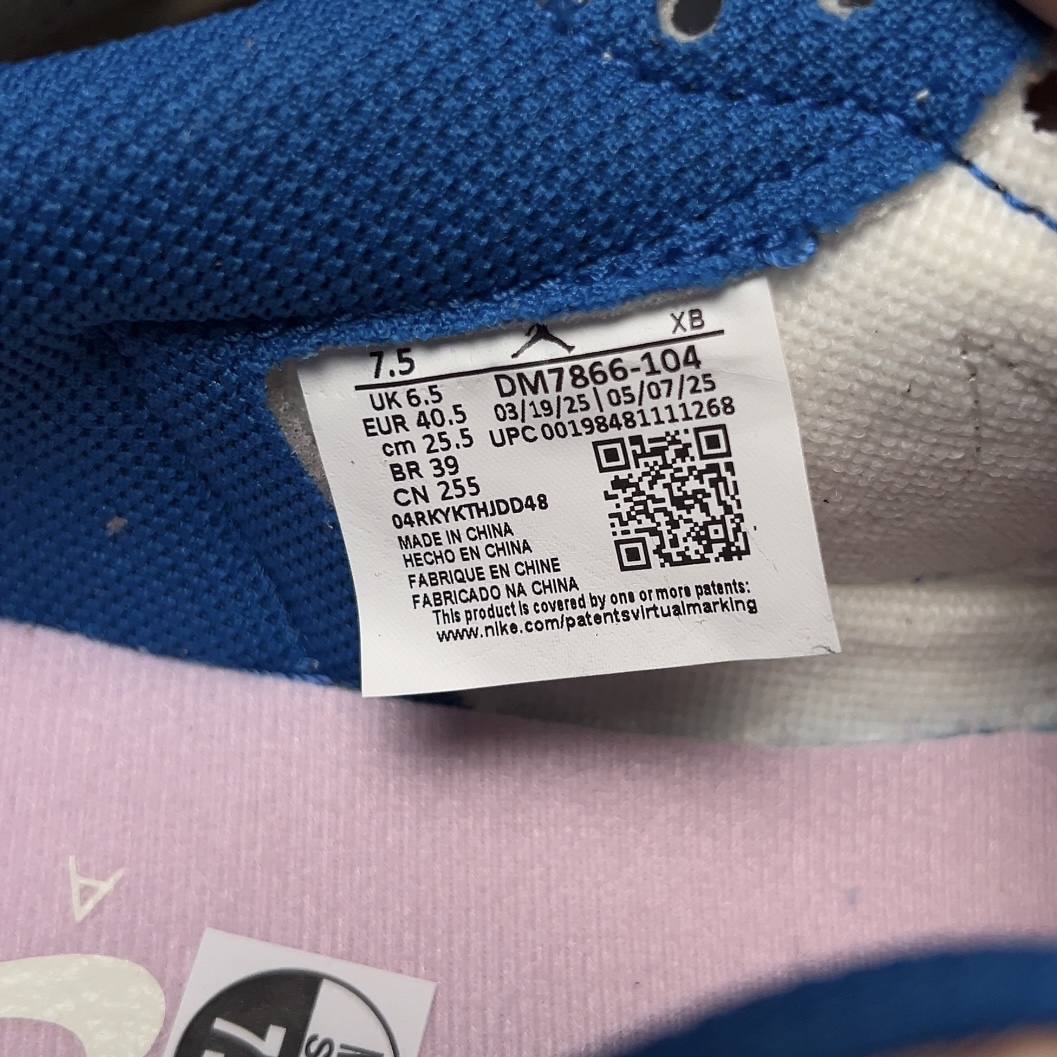 7.5
XB
UK 6.5
EUR 40.5
cm 25.5
BR 39
CN 255
DM7866-104
03/19/25 | 05/07/25
UPC 001984811​11268
04RKYKTHJDD48
MADE IN CHINA
HECHO EN CHINA
FABRIQUE EN CHINE
FABRICADO NA CHINA
This product is covered by one or more patents:
www.nike.com/patentsvirtualmarking
A